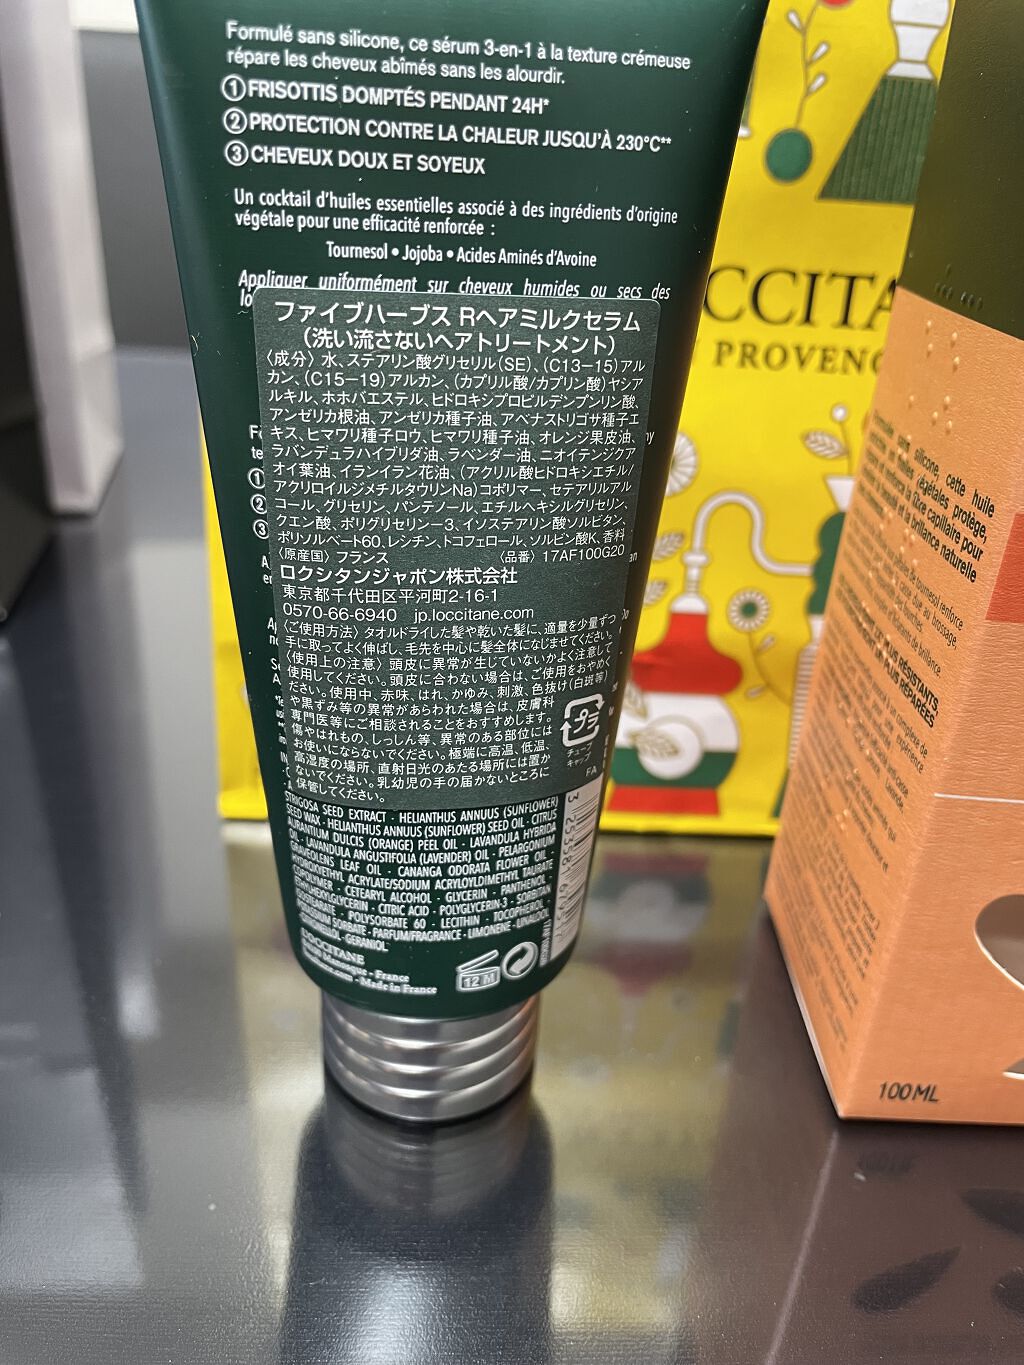 Formulé sans silicone, ce sérum 3-en-1 à la texture crémeuse
répare les cheveux abîmés sans les alourdir.
①FRISOTTIS DOMPTÉS PENDANT 24H*
②PROTECTION CONTRE LA CHALEUR JUSQU'À 230°C**
③CHEVEUX DOUX ET SOYEUX
Un cocktail d'huiles essentielles associé à des ingrédients d'origine
végétale pour une efficacité renforcée :
Tournesol • Jojoba • Acides Aminés d'Avoine
Appliquer uniformément sur cheveux humides ou secs des
ファイブハーブス Rヘアミルクセラム
(洗い流さないヘアトリートメント)
〈成分〉水、ステアリン酸グリセリル(SE)、(C13-15)アル
カン、(C15-19)アルカン、(カプリル酸/カプリン酸)ヤシア
ルキル、ホホバエステル、ヒドロキシプロピルデンプンリン酸、
アンゼリカ根油、アンゼリカ種子油、アベナストリゴサ種子エ
キス、ヒマワリ種子ロウ、ヒマワリ種子油、オレンジ果皮油、
ラバンデュラハイブリダ油、ラベンダー油、ニオイテンジクア
オイ葉油、イランイラン花油、(アクリル酸ヒドロキシエチル/
アクリロイルジメチルタウリンNa)コポリマー、セテアリルアル
コール、グリセリン、パンテノール、エチルヘキシルグリセリン、
クエン酸、ポリグリセリン-3、イソステアリン酸ソルビタン、
ポリソルベート60、レシチン、トコフェロール、ソルビン酸K、香料
〈原産国〉フランス 〈品番〉17AF100G20
ロクシタンジャポン株式会社
東京都千代田区平河町2-16-1
0570-66-6940 jp.loccitane.com
〈ご使用方法〉タオルドライした髪や乾いた髪に、適量を少量ずつ
手に取ってよく伸ばし、毛先を中心に髪全体になじませてください。
〈使用上の注意〉頭皮に異常が生じていないかよく注意して
使用してください。頭皮に合わない場合は、ご使用をおやめく
ださい。使用中、赤味、はれ、かゆみ、刺激、色抜け(白斑等)
や黒ずみ等の異常があらわれた場合は、皮膚科
専門医等にご相談されることをおすすめします。
傷やはれもの、しっしん等、異常のある部位には
お使いにならないでください。極端に高温、低温、
高湿度の場所、直射日光のあたる場所には置か
ないでください。乳幼児の手の届かないところに
保管してください。
プラ
チューブ
キャップ
FA
STRIGOSA SEED EXTRACT - HELIANTHUS ANNUUS (SUNFLOWER)
SEED WAX - HELIANTHUS ANNUUS (SUNFLOWER) SEED OIL - CITRUS
AURANTIUM DULCIS (ORANGE) PEEL OIL - LAVANDULA HYBRIDA
OIL - LAVANDULA ANGUSTIFOLIA (LAVENDER) OIL - PELARGONIUM
GRAVEOLENS LEAF OIL - CANANGA ODORATA FLOWER OIL -
HYDROXYETHYL ACRYLATE/SODIUM ACRYLOYLDIMETHYL TAURATE
COPOLYMER - CETEARYL ALCOHOL - GLYCERIN - PANTHENOL -
ETHYLHEXYLGLYCERIN - CITRIC ACID - POLYGLYCERIN-3 - SORBITAN
ISOSTEARATE - POLYSORBATE 60 - LECITHIN - TOCOPHEROL -
POTASSIUM SORBATE - PARFUM/FRAGRANCE - LIMONENE - LINALOOL
- CITRONELLOL - GERANIOL
L'OCCITANE
Manosque - France
Made in France
12 M
CCITA
PROVENC
silicone, cette huile
100ML